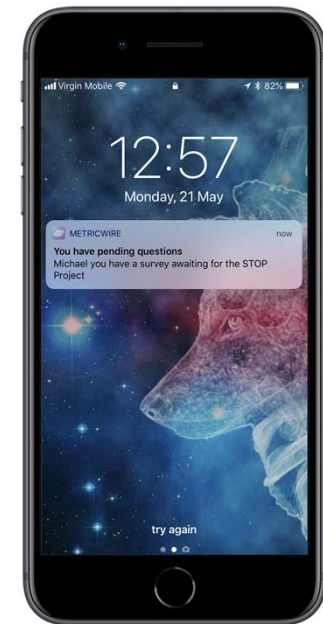 Virgin Mobile 82%
12:57
Monday, 21 May
METRICWIRE now
You have pending questions
Michael you have a survey awaiting for the STOP
Project
try again